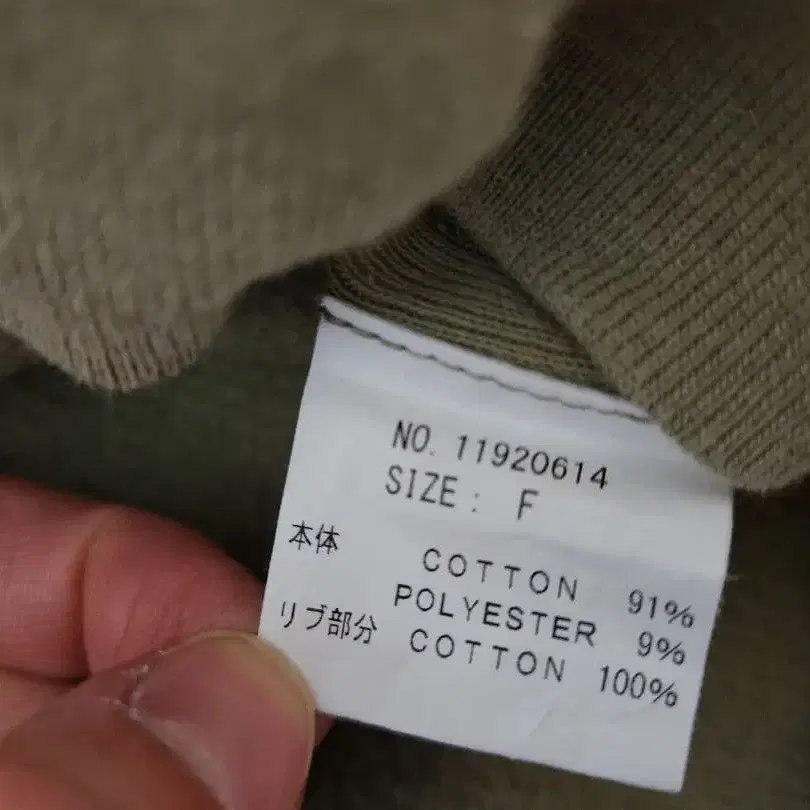 NO. 11920614
SIZE: F
本体 COTTON 91%
POLYESTER 9%
リブ部分 COTTON 100%